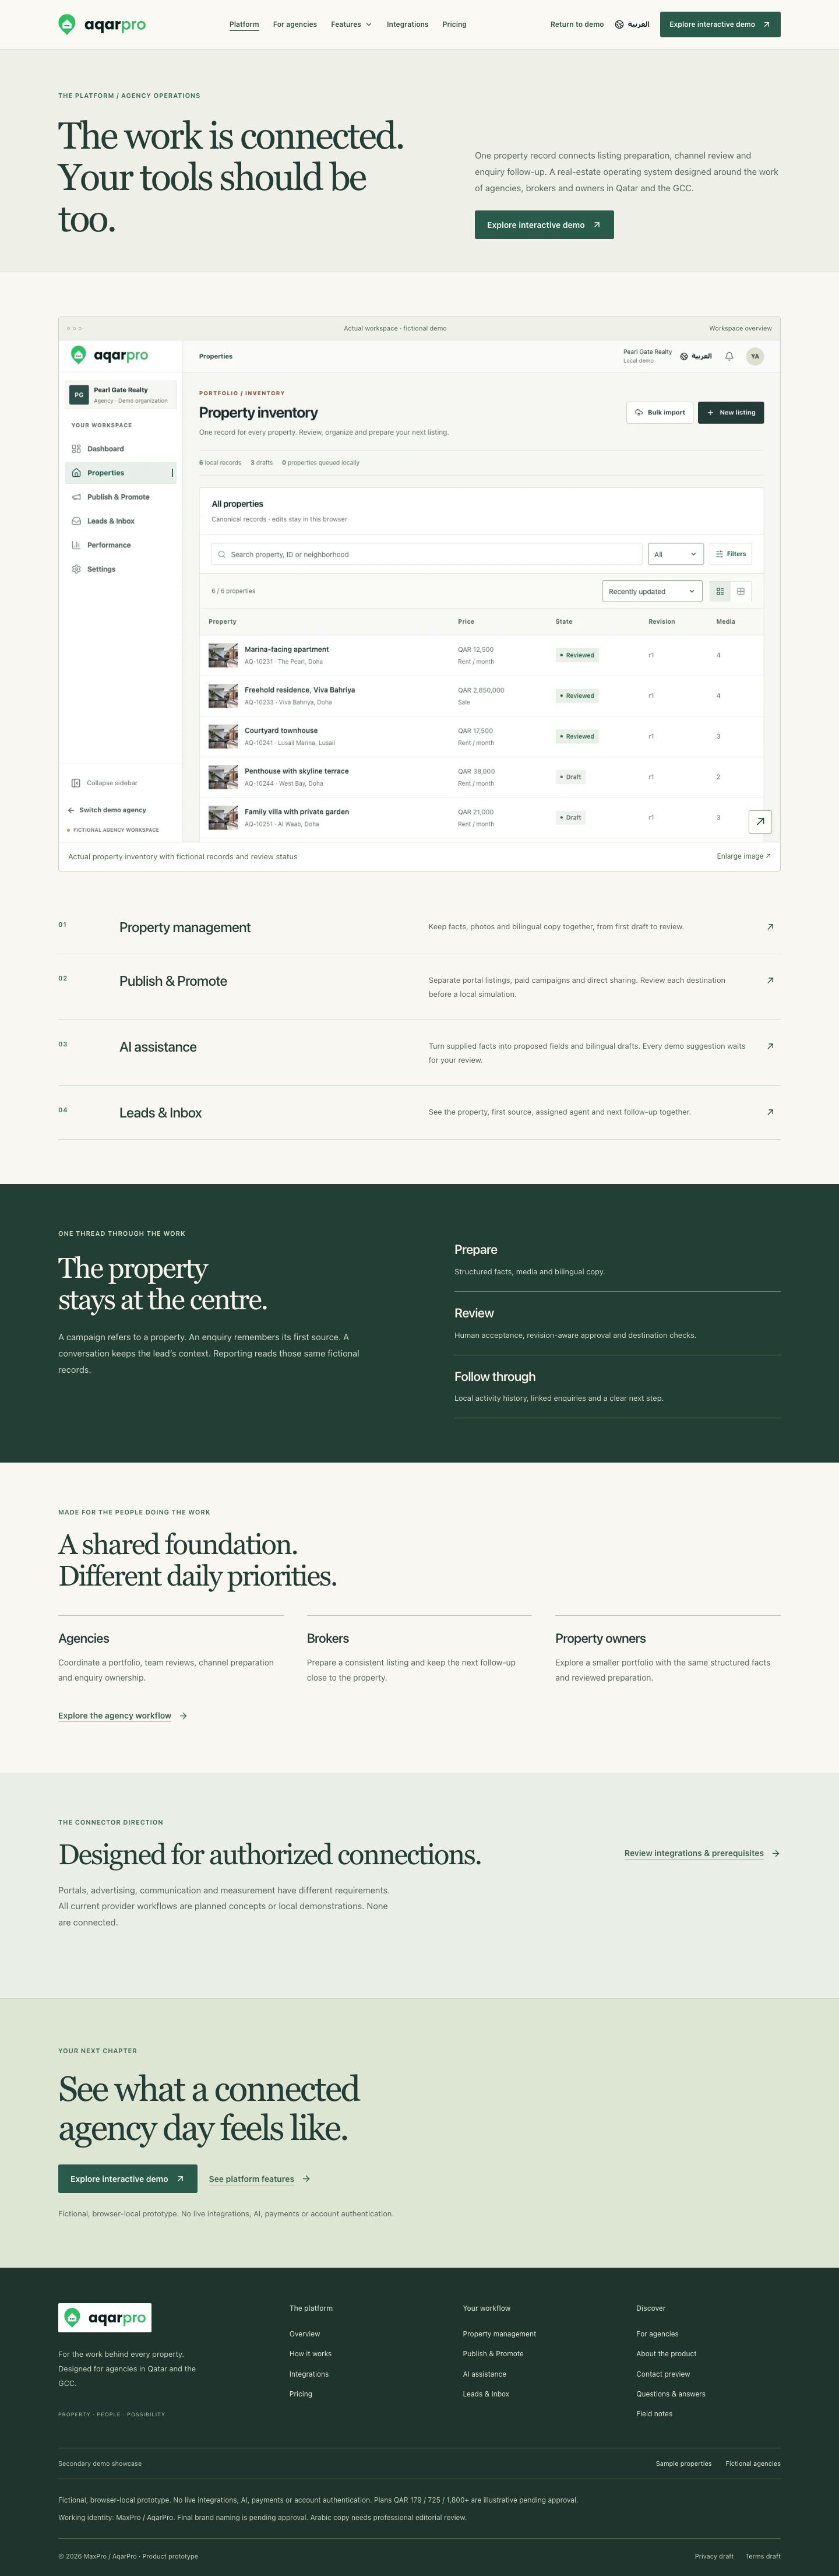 aqarpro
Platform
For agencies
Features
Integrations
Pricing
Return to demo
العربية
Explore interactive demo
THE PLATFORM / AGENCY OPERATIONS
The work is connected.
Your tools should be
too.
One property record connects listing preparation, channel review and
enquiry follow-up. A real-estate operating system designed around the work
of agencies, brokers and owners in Qatar and the GCC.
Explore interactive demo
Actual workspace · fictional demo
Workspace overview
aqarpro
Properties
Pearl Gate Realty
Local demo
العربية
YA
PG
Pearl Gate Realty
Agency · Demo organization
YOUR WORKSPACE
Dashboard
Properties
Publish & Promote
Leads & Inbox
Performance
Settings
Collapse sidebar
Switch demo agency
FICTIONAL AGENCY WORKSPACE
PORTFOLIO / INVENTORY
Property inventory
One record for every property. Review, organize and prepare your next listing.
Bulk import
New listing
6 local records 3 drafts 0 properties queued locally
All properties
Canonical records · edits stay in this browser
Search property, ID or neighborhood
All
Filters
6 / 6 properties
Recently updated
Property Price State Revision Media
Marina-facing apartment
AQ-10231 · The Pearl, Doha
QAR 12,500
Rent / month
Reviewed
r1
4
Freehold residence, Viva Bahriya
AQ-10233 · Viva Bahriya, Doha
QAR 2,850,000
Sale
Reviewed
r1
4
Courtyard townhouse
AQ-10241 · Lusail Marina, Lusail
QAR 17,500
Rent / month
Reviewed
r1
3
Penthouse with skyline terrace
AQ-10244 · West Bay, Doha
QAR 38,000
Rent / month
Draft
r1
2
Family villa with private garden
AQ-10251 · Al Waab, Doha
QAR 21,000
Rent / month
Draft
r1
3
Actual property inventory with fictional records and review status
Enlarge image ↗
01
Property management
Keep facts, photos and bilingual copy together, from first draft to review.
02
Publish & Promote
Separate portal listings, paid campaigns and direct sharing. Review each destination
before a local simulation.
03
AI assistance
Turn supplied facts into proposed fields and bilingual drafts. Every demo suggestion waits
for your review.
04
Leads & Inbox
See the property, first source, assigned agent and next follow-up together.
ONE THREAD THROUGH THE WORK
The property
stays at the centre.
A campaign refers to a property. An enquiry remembers its first source. A
conversation keeps the lead's context. Reporting reads those same fictional
records.
Prepare
Structured facts, media and bilingual copy.
Review
Human acceptance, revision-aware approval and destination checks.
Follow through
Local activity history, linked enquiries and a clear next step.
MADE FOR THE PEOPLE DOING THE WORK
A shared foundation.
Different daily priorities.
Agencies
Coordinate a portfolio, team reviews, channel preparation
and enquiry ownership.
Explore the agency workflow
Brokers
Prepare a consistent listing and keep the next follow-up
close to the property.
Property owners
Explore a smaller portfolio with the same structured facts
and reviewed preparation.
THE CONNECTOR DIRECTION
Designed for authorized connections.
Portals, advertising, communication and measurement have different requirements.
All current provider workflows are planned concepts or local demonstrations. None
are connected.
Review integrations & prerequisites
YOUR NEXT CHAPTER
See what a connected
agency day feels like.
Explore interactive demo
See platform features
Fictional, browser-local prototype. No live integrations, AI, payments or account authentication.
aqarpro
For the work behind every property.
Designed for agencies in Qatar and the
GCC.
PROPERTY · PEOPLE · POSSIBILITY
The platform
Overview
How it works
Integrations
Pricing
Your workflow
Property management
Publish & Promote
AI assistance
Leads & Inbox
Discover
For agencies
About the product
Contact preview
Questions & answers
Field notes
Secondary demo showcase
Sample properties
Fictional agencies
Fictional, browser-local prototype. No live integrations, AI, payments or account authentication. Plans QAR 179 / 725 / 1,800+ are illustrative pending approval.
Working identity: MaxPro / AqarPro. Final brand naming is pending approval. Arabic copy needs professional editorial review.
© 2026 MaxPro / AqarPro · Product prototype
Privacy draft
Terms draft